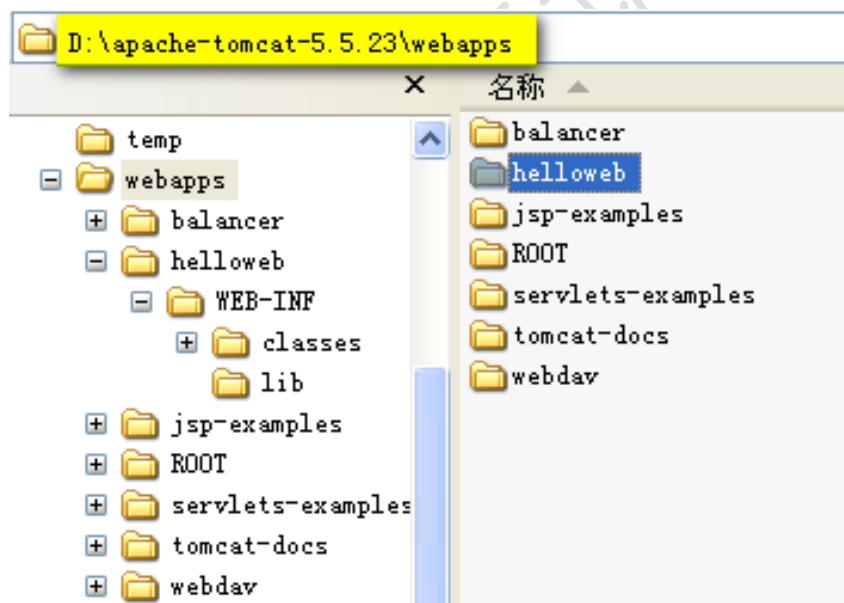 D:\apache-tomcat-5.5.23\webapps
名称
temp
webapps
balancer
helloweb
WEB-INF
classes
lib
jsp-examples
ROOT
servlets-examples
tomcat-docs
webdav
balancer
helloweb
jsp-examples
ROOT
servlets-examples
tomcat-docs
webdav